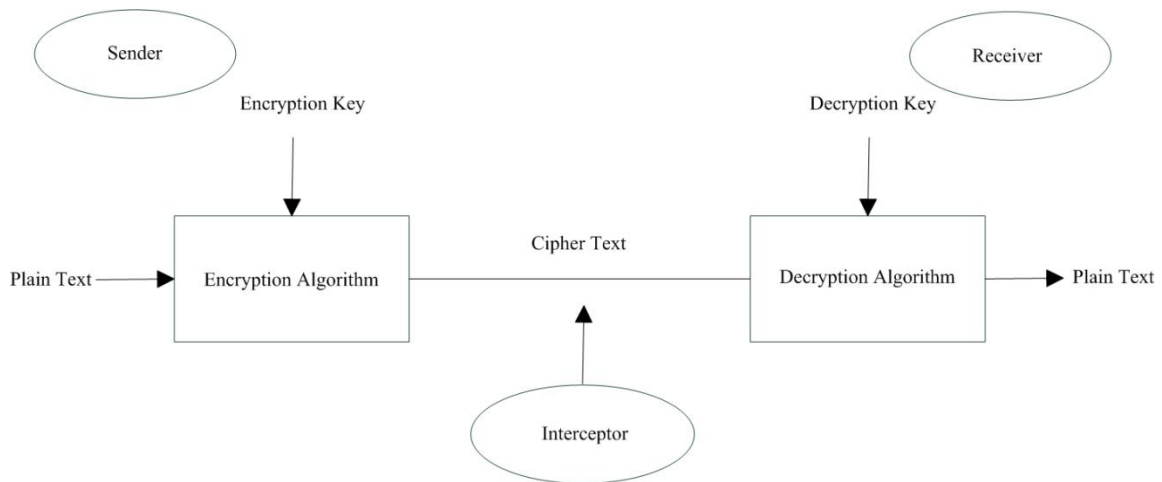 Sender
Receiver
Encryption Key
Decryption Key
Cipher Text
Plain Text
Encryption Algorithm
Decryption Algorithm
Plain Text
Interceptor